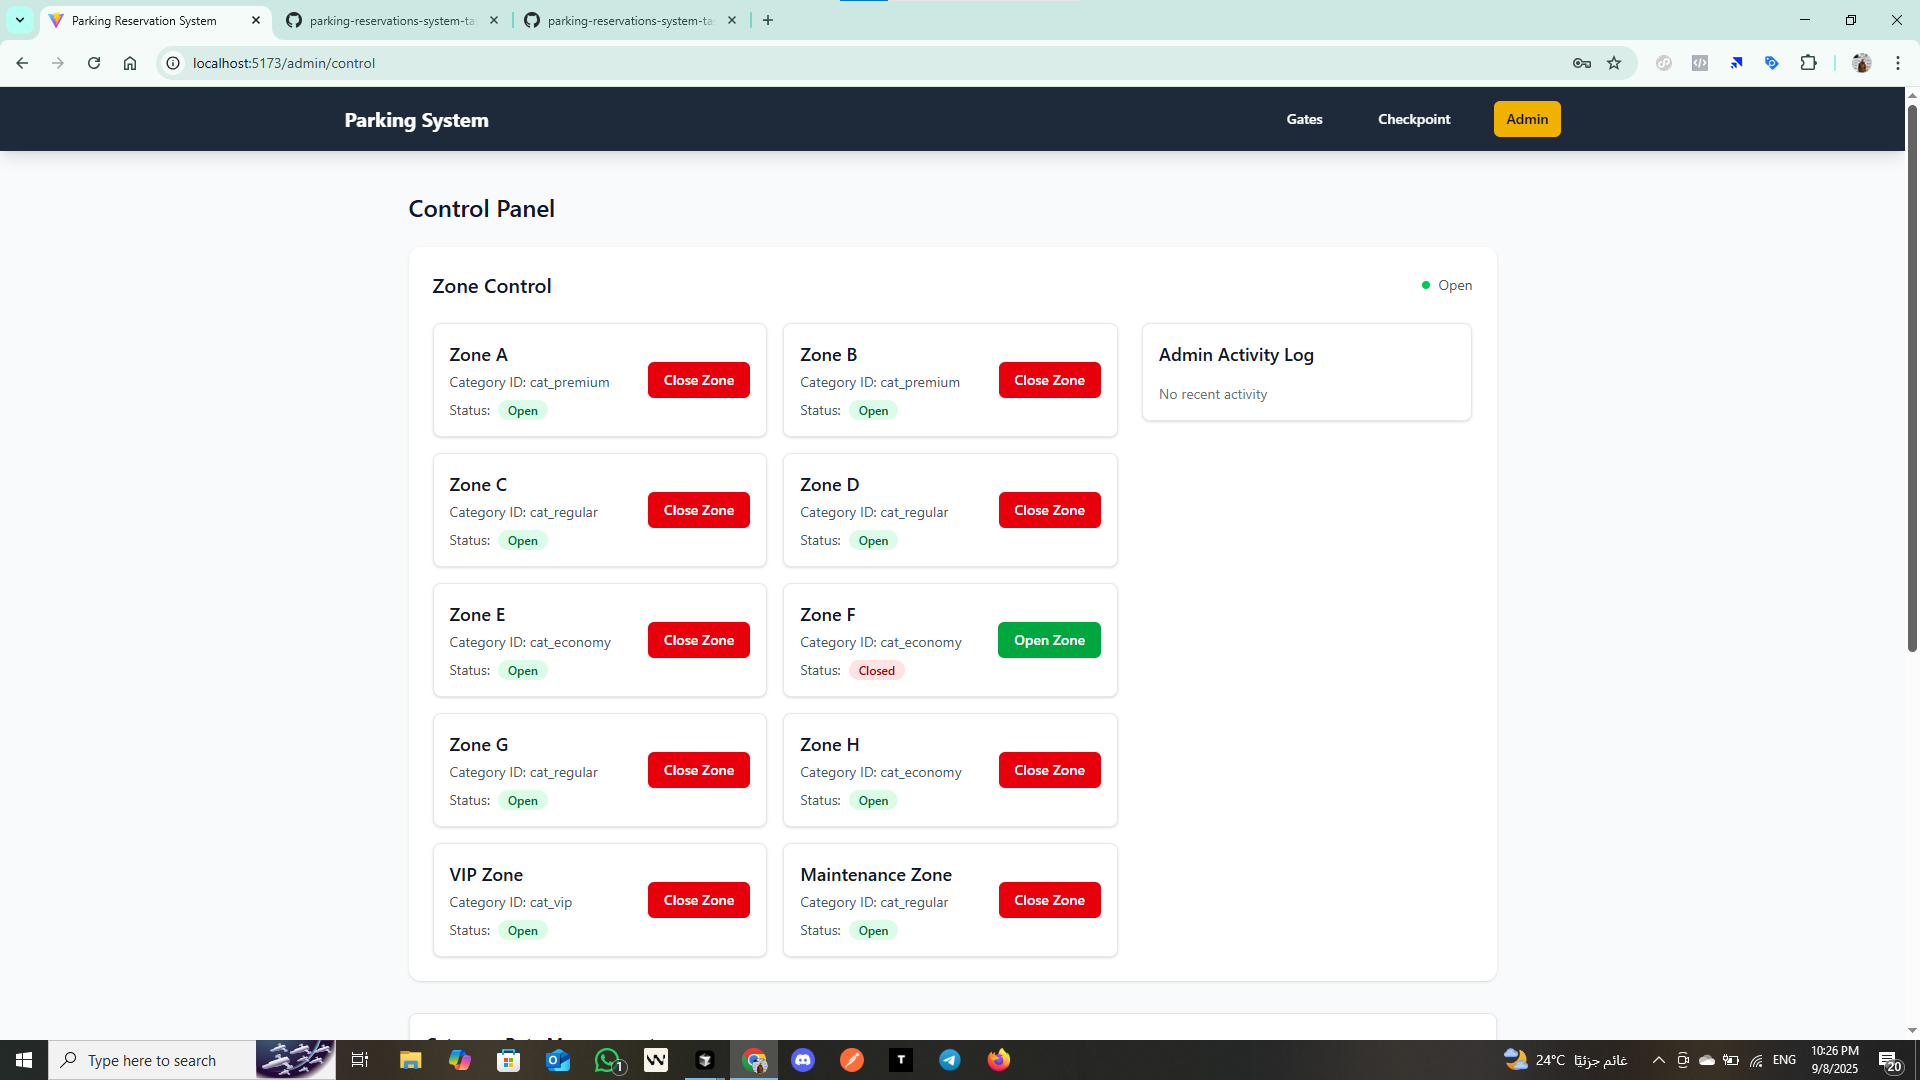 Parking Reservation System
parking-reservations-system-ta
parking-reservations-system-ta
localhost:5173/admin/control
Parking System
Gates
Checkpoint
Admin
Control Panel
Zone Control
Open
Zone A
Category ID: cat_premium
Status: Open
Close Zone
Zone B
Category ID: cat_premium
Status: Open
Close Zone
Admin Activity Log
No recent activity
Zone C
Category ID: cat_regular
Status: Open
Close Zone
Zone D
Category ID: cat_regular
Status: Open
Close Zone
Zone E
Category ID: cat_economy
Status: Open
Close Zone
Zone F
Category ID: cat_economy
Status: Closed
Open Zone
Zone G
Category ID: cat_regular
Status: Open
Close Zone
Zone H
Category ID: cat_economy
Status: Open
Close Zone
VIP Zone
Category ID: cat_vip
Status: Open
Close Zone
Maintenance Zone
Category ID: cat_regular
Status: Open
Close Zone
Type here to search
1
T
24°C غائم جزئيًا
ENG
10:26 PM
9/8/2025
20